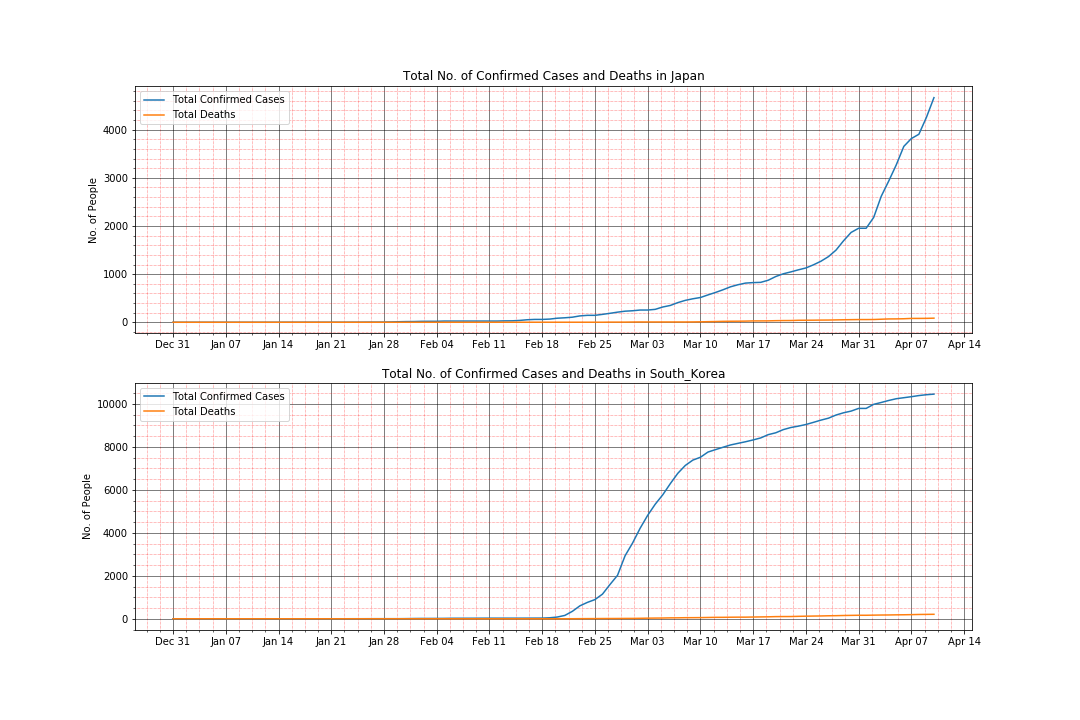 Total No. of Confirmed Cases and Deaths in Japan
Total Confirmed Cases
Total Deaths
No. of People
4000
3000
2000
1000
0
Dec 31 Jan 07 Jan 14 Jan 21 Jan 28 Feb 04 Feb 11 Feb 18 Feb 25 Mar 03 Mar 10 Mar 17 Mar 24 Mar 31 Apr 07 Apr 14
Total No. of Confirmed Cases and Deaths in South_Korea
Total Confirmed Cases
Total Deaths
No. of People
10000
8000
6000
4000
2000
0
Dec 31 Jan 07 Jan 14 Jan 21 Jan 28 Feb 04 Feb 11 Feb 18 Feb 25 Mar 03 Mar 10 Mar 17 Mar 24 Mar 31 Apr 07 Apr 14